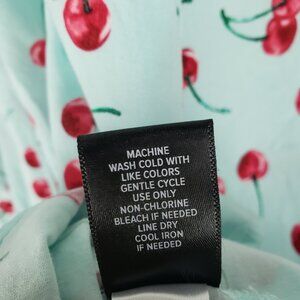 MACHINE
WASH COLD WITH
LIKE COLORS
GENTLE CYCLE
USE ONLY
NON-CHLORINE
BLEACH IF NEEDED
LINE DRY
COOL IRON
IF NEEDED